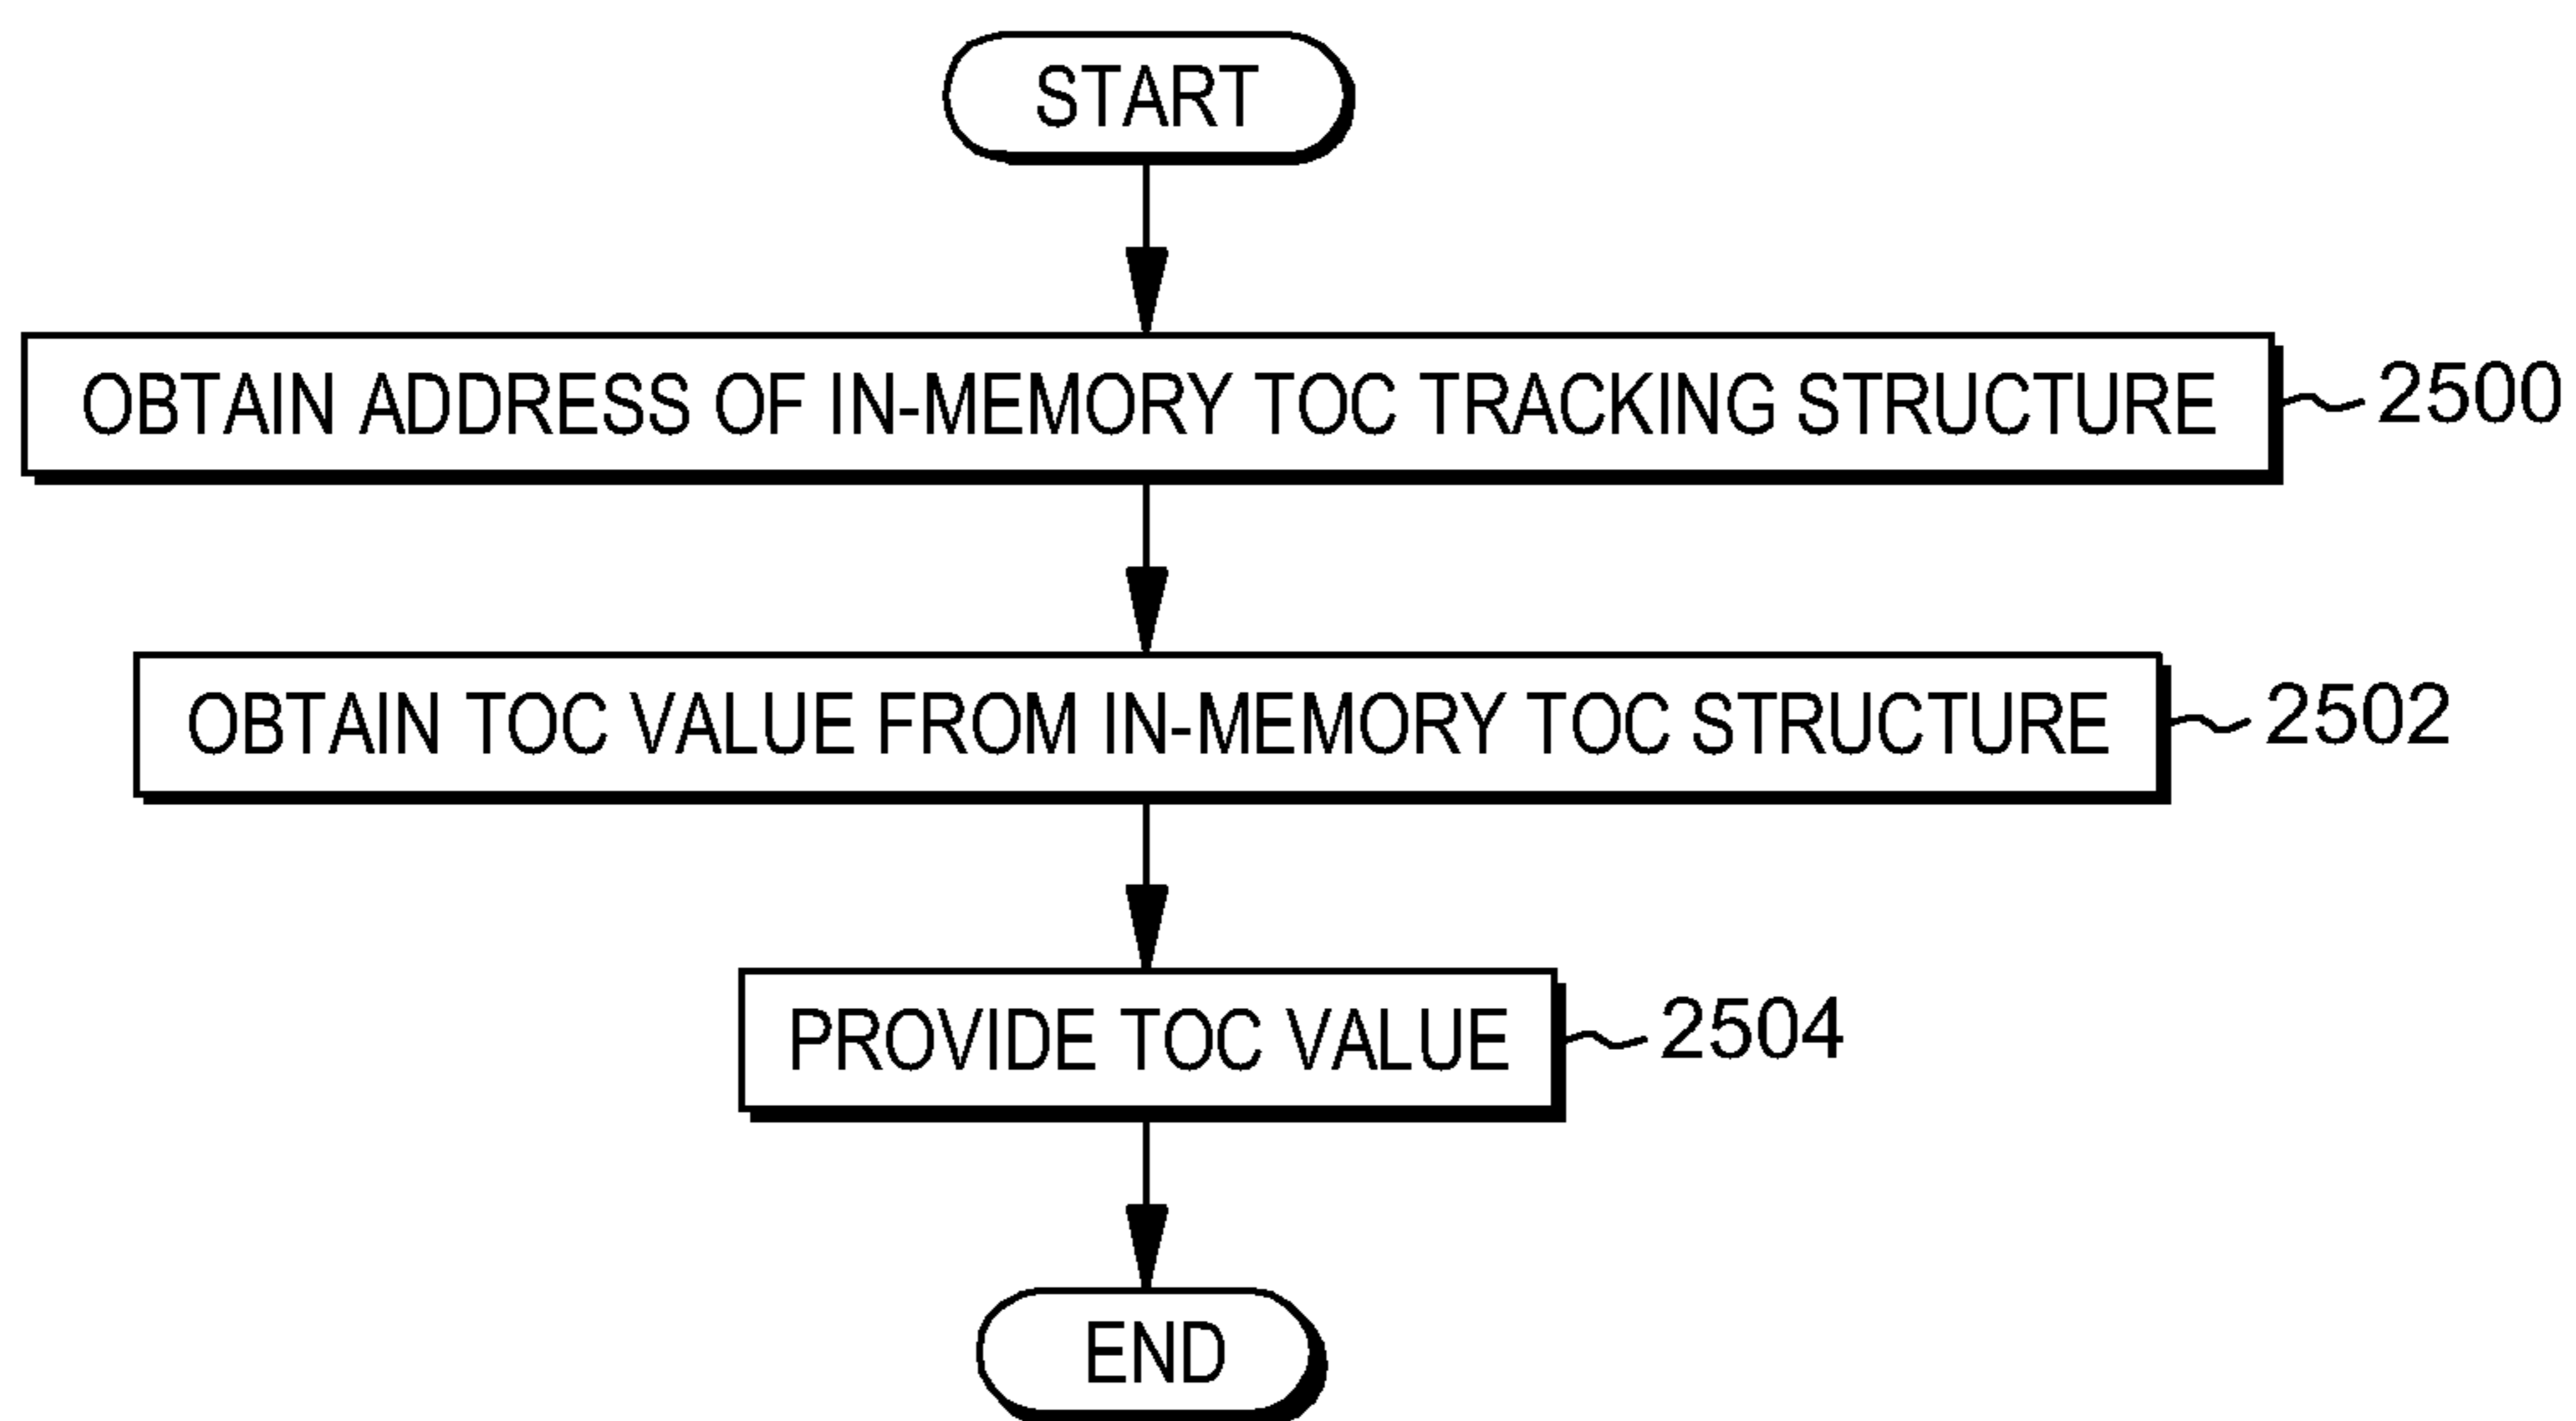 START
OBTAIN ADDRESS OF IN-MEMORY TOC TRACKING STRUCTURE 2500
OBTAIN TOC VALUE FROM IN-MEMORY TOC STRUCTURE 2502
PROVIDE TOC VALUE 2504
END